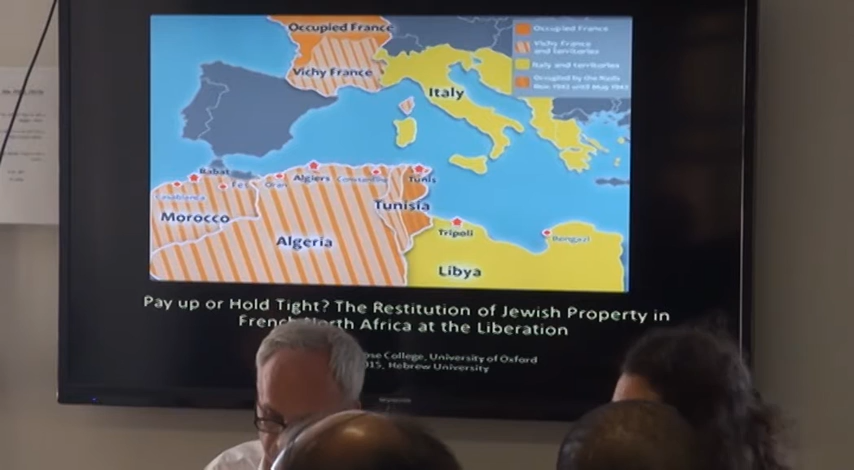 Occupied France
Occupied France
Vichy France
and territories
Italy and territories
Occupied by the Nazis
Nov. 1942 until May 1943
Vichy France
Italy
Rabat
Fes
Oran
Algiers
Constantine
Tunis
Casablanca
Morocco
Tunisia
Algeria
Tripoli
Bengazi
Libya
Pay up or Hold Tight? The Restitution of Jewish Property in
French North Africa at the Liberation
College, University of Oxford
2015, Hebrew University